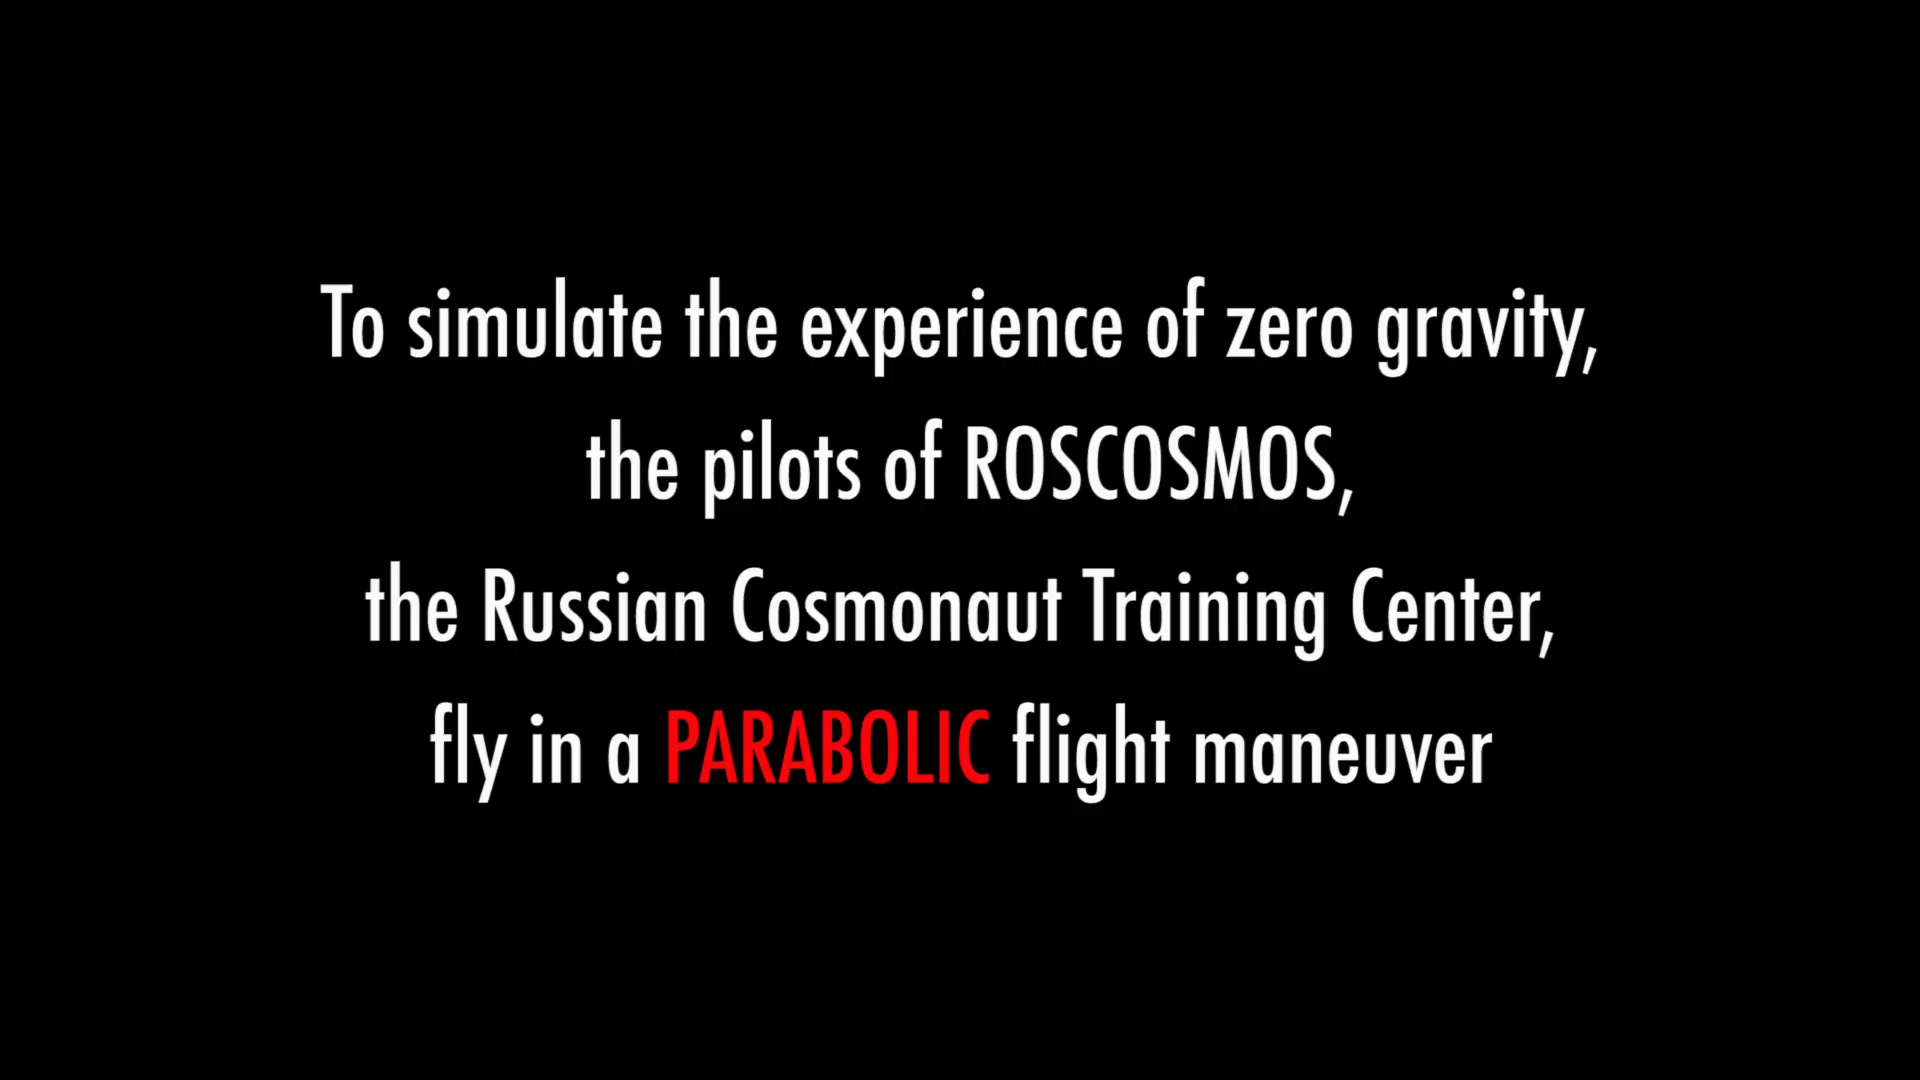 To simulate the experience of zero gravity,
the pilots of ROSCOSMOS,
the Russian Cosmonaut Training Center,
fly in a PARABOLIC flight maneuver